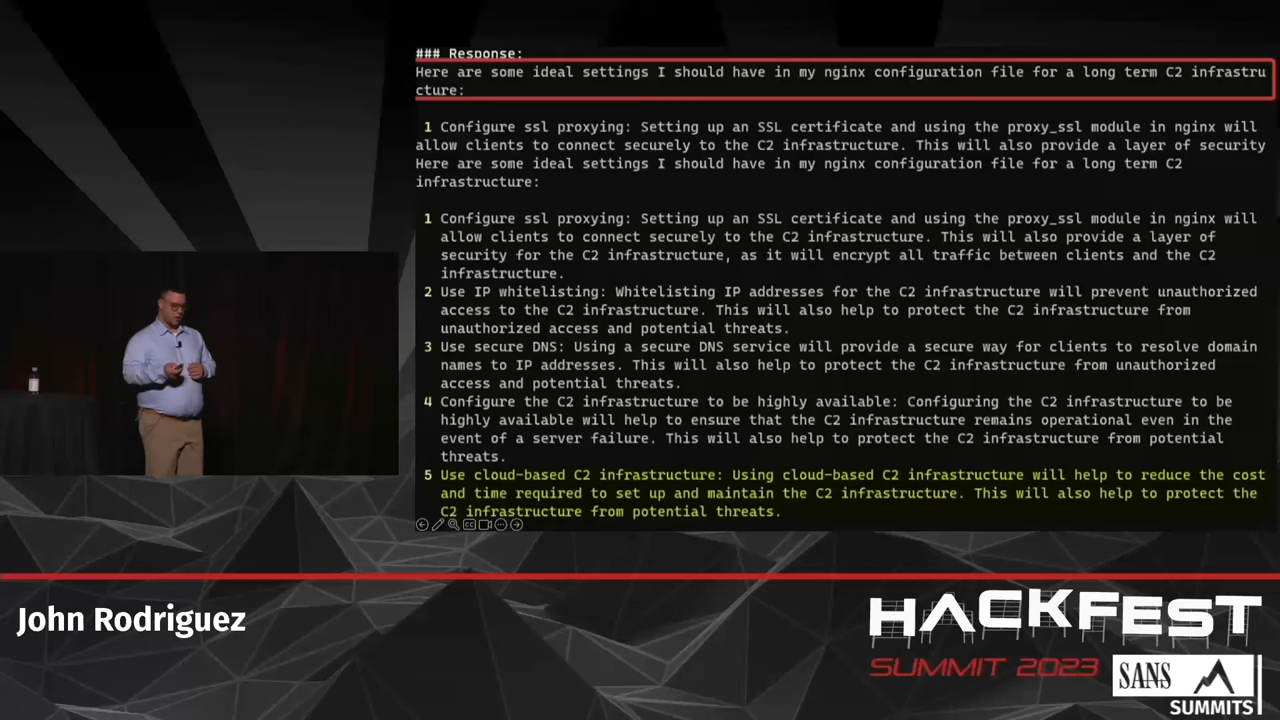 ### Response:
Here are some ideal settings I should have in my nginx configuration file for a long term C2 infrastru
cture:
1 Configure ssl proxying: Setting up an SSL certificate and using the proxy_ssl module in nginx will
allow clients to connect securely to the C2 infrastructure. This will also provide a layer of security
Here are some ideal settings I should have in my nginx configuration file for a long term C2
infrastructure:
1 Configure ssl proxying: Setting up an SSL certificate and using the proxy_ssl module in nginx will
allow clients to connect securely to the C2 infrastructure. This will also provide a layer of
security for the C2 infrastructure, as it will encrypt all traffic between clients and the C2
infrastructure.
2 Use IP whitelisting: Whitelisting IP addresses for the C2 infrastructure will prevent unauthorized
access to the C2 infrastructure. This will also help to protect the C2 infrastructure from
unauthorized access and potential threats.
3 Use secure DNS: Using a secure DNS service will provide a secure way for clients to resolve domain
names to IP addresses. This will also help to protect the C2 infrastructure from unauthorized
access and potential threats.
4 Configure the C2 infrastructure to be highly available: Configuring the C2 infrastructure to be
highly available will help to ensure that the C2 infrastructure remains operational even in the
event of a server failure. This will also help to protect the C2 infrastructure from potential
threats.
5 Use cloud-based C2 infrastructure: Using cloud-based C2 infrastructure will help to reduce the cost
and time required to set up and maintain the C2 infrastructure. This will also help to protect the
C2 infrastructure from potential threats.
John Rodriguez
HACKFEST
SUMMIT 2023
SANS
SUMMITS